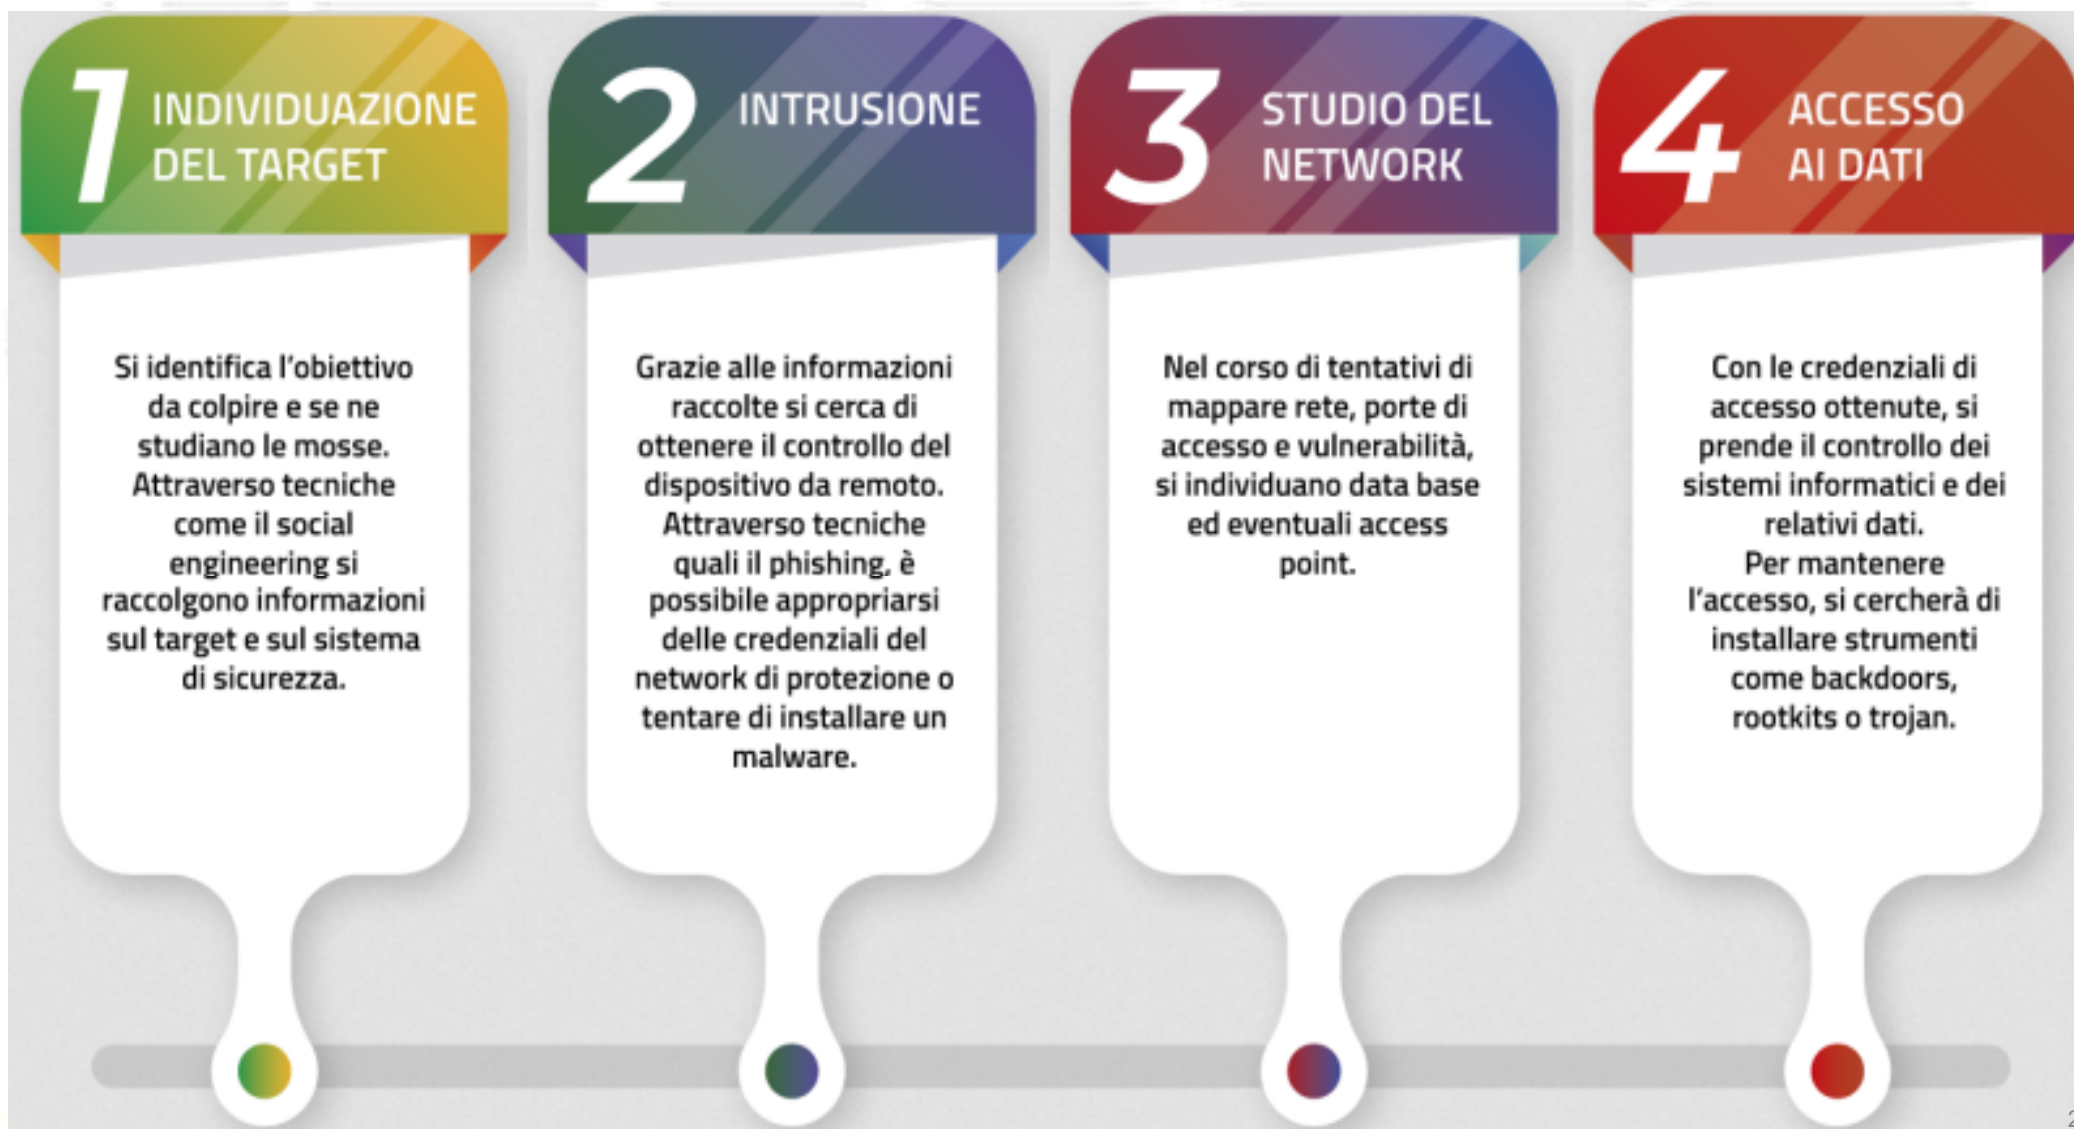 1
INDIVIDUAZIONE
DEL TARGET
Si identifica l'obiettivo
da colpire e se ne
studiano le mosse.
Attraverso tecniche
come il social
engineering si
raccolgono informazioni
sul target e sul sistema
di sicurezza.
2
INTRUSIONE
Grazie alle informazioni
raccolte si cerca di
ottenere il controllo del
dispositivo da remoto.
Attraverso tecniche
quali il phishing, è
possibile appropriarsi
delle credenziali del
network di protezione o
tentare di installare un
malware.
3
STUDIO DEL
NETWORK
Nel corso di tentativi di
mappare rete, porte di
accesso e vulnerabilità,
si individuano data base
ed eventuali access
point.
4
ACCESSO
AI DATI
Con le credenziali di
accesso ottenute, si
prende il controllo dei
sistemi informatici e dei
relativi dati.
Per mantenere
l'accesso, si cercherà di
installare strumenti
come backdoors,
rootkits o trojan.